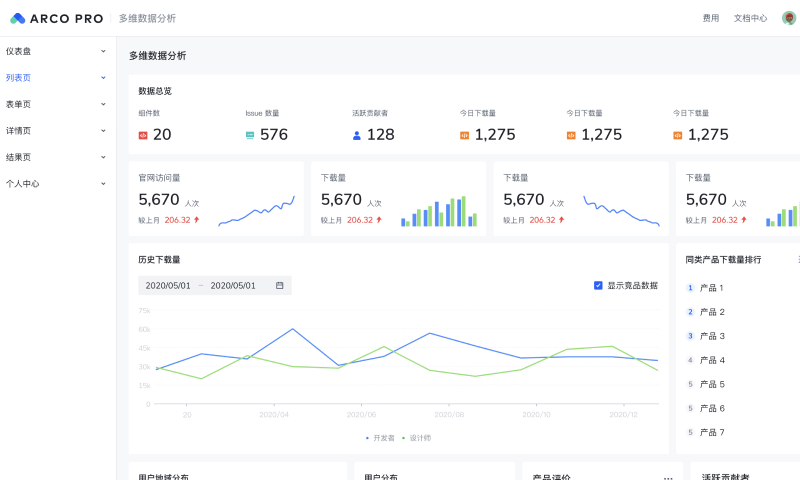 ARCO PRO 多维数据分析 费用 文档中心
仪表盘
列表页
表单页
详情页
结果页
个人中心
多维数据分析
数据总览
组件数 Issue 数量 活跃贡献者 今日下载量 今日下载量 今日下载量
20 576 128 1,275 1,275 1,275
官网访问量 下载量 下载量 下载量
5,670 人次 5,670 人次 5,670 人次 5,670 人次
较上月 206.32 较上月 206.32 较上月 206.32 较上月 206.32
历史下载量
2020/05/01 – 2020/05/01
显示竞品数据
75k
60k
45k
30k
15k
0
20 2020/04 2020/06 2020/08 2020/10 2020/12
开发者 设计师
同类产品下载量排行
1 产品 1
2 产品 2
3 产品 3
4 产品 4
5 产品 5
5 产品 6
5 产品 7
用户地域分布 用户分布 产品评价 ... 活跃贡献者